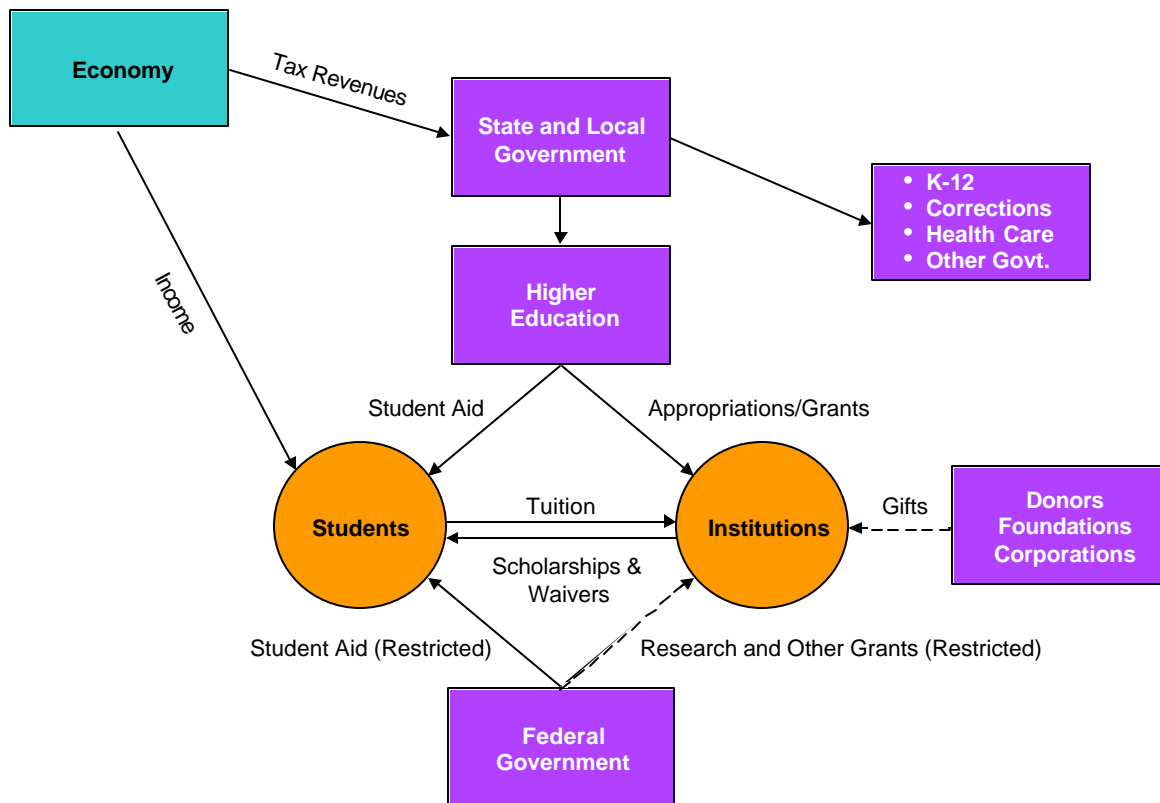 Economy
Tax Revenues
State and Local
Government
• K-12
• Corrections
• Health Care
• Other Govt.
Income
Higher
Education
Student Aid
Appropriations/Grants
Students
Tuition
Institutions
Gifts
Donors
Foundations
Corporations
Scholarships &
Waivers
Student Aid (Restricted)
Research and Other Grants (Restricted)
Federal
Government